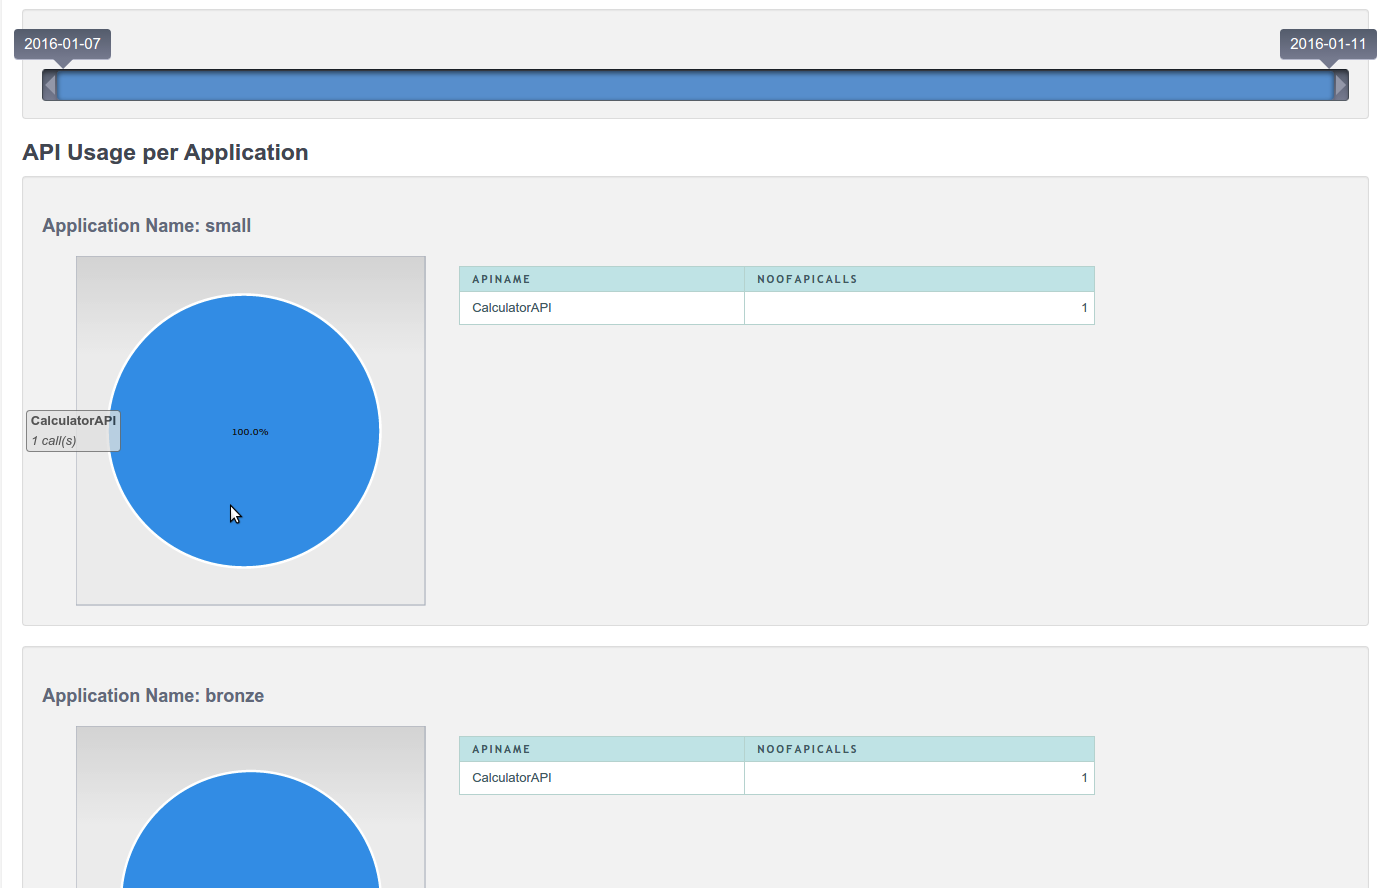 2016-01-07 2016-01-11
API Usage per Application
Application Name: small
APINAME NOOFAPICALLS
CalculatorAPI 1
CalculatorAPI
1 call(s)
100.0%
Application Name: bronze
APINAME NOOFAPICALLS
CalculatorAPI 1